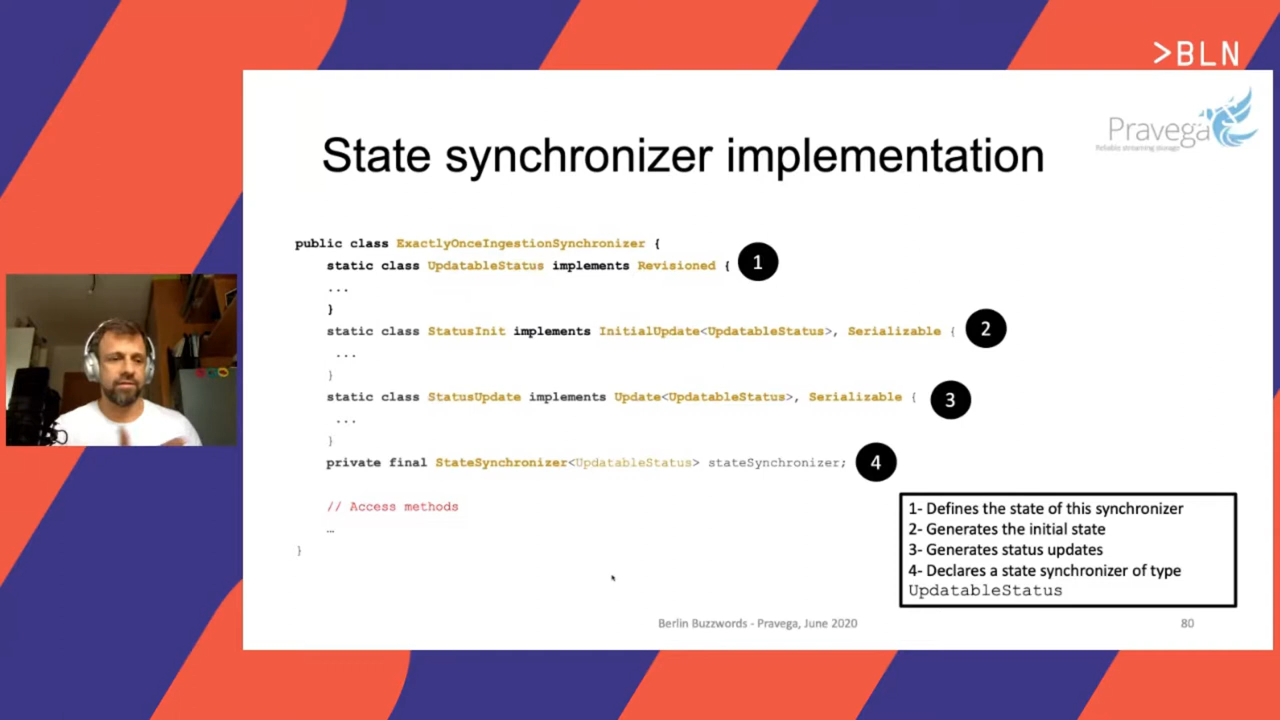 >BLN
Pravega
Reliable streaming storage
State synchronizer implementation
public class ExactlyOnceIngestionSynchronizer {
static class UpdatableStatus implements Revisioned {
1
...
}
static class StatusInit implements InitialUpdate<UpdatableStatus>, Serializable {
2
...
}
static class StatusUpdate implements Update<UpdatableStatus>, Serializable {
3
...
}
private final StateSynchronizer<UpdatableStatus> stateSynchronizer;
4
// Access methods
…
}
1- Defines the state of this synchronizer
2- Generates the initial state
3- Generates status updates
4- Declares a state synchronizer of type
UpdatableStatus
Berlin Buzzwords - Pravega, June 2020
80